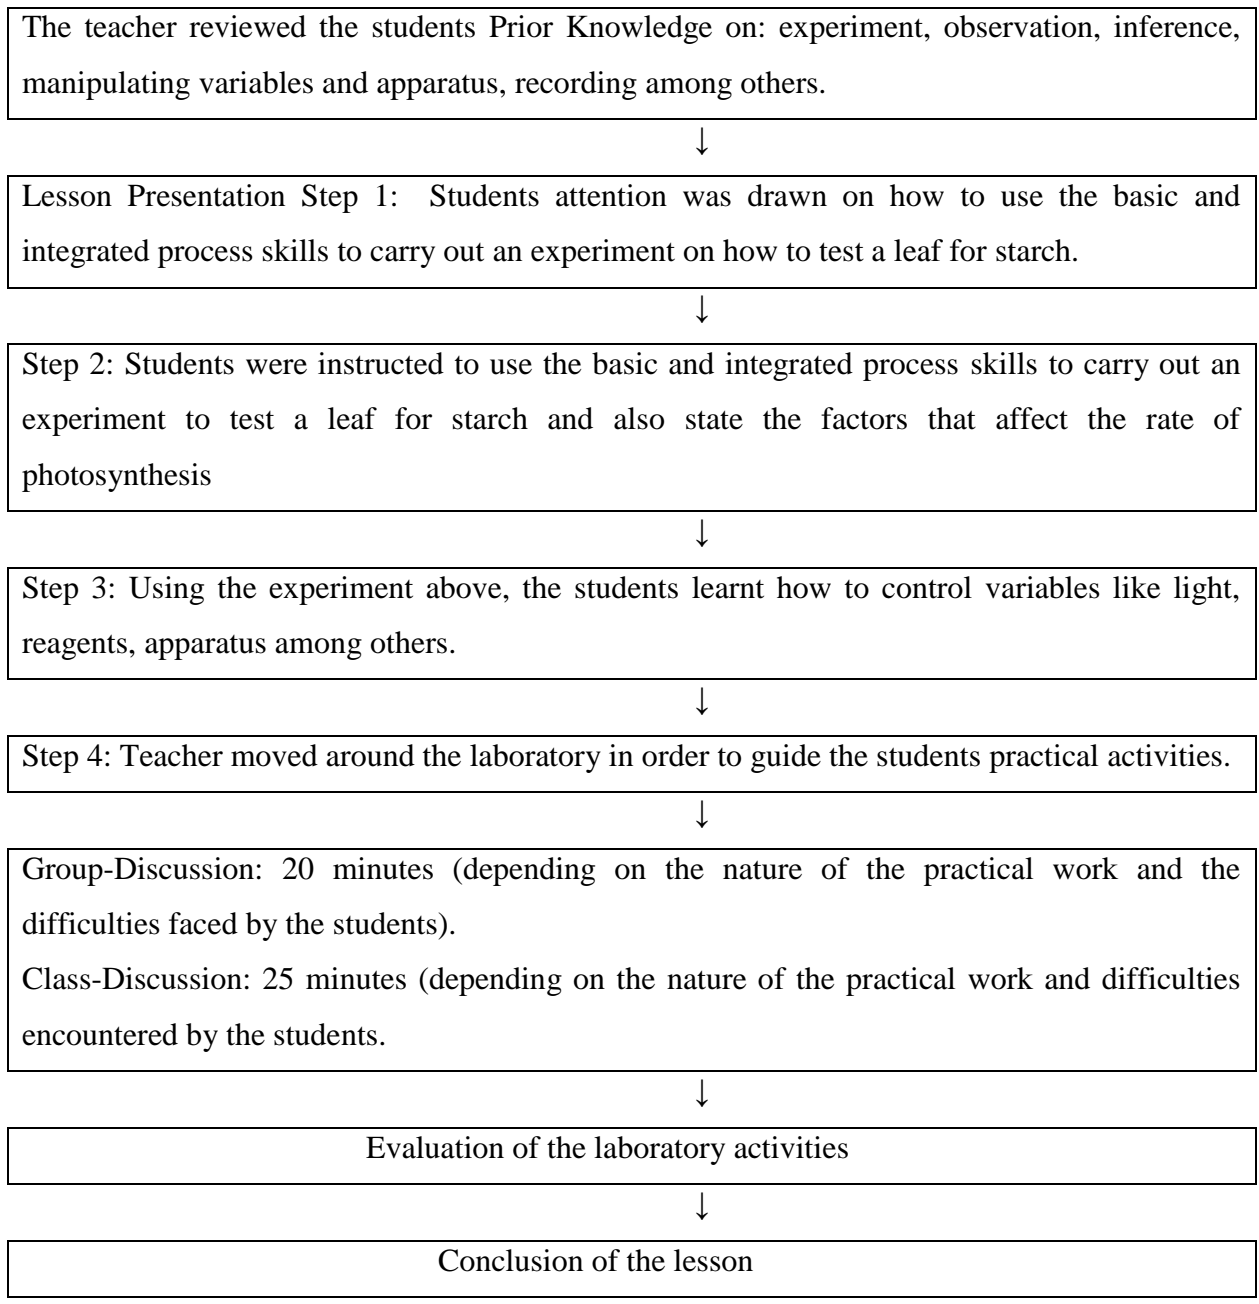 The teacher reviewed the students Prior Knowledge on: experiment, observation, inference,
manipulating variables and apparatus, recording among others.
↓
Lesson Presentation Step 1: Students attention was drawn on how to use the basic and
integrated process skills to carry out an experiment on how to test a leaf for starch.
↓
Step 2: Students were instructed to use the basic and integrated process skills to carry out an
experiment to test a leaf for starch and also state the factors that affect the rate of
photosynthesis
↓
Step 3: Using the experiment above, the students learnt how to control variables like light,
reagents, apparatus among others.
↓
Step 4: Teacher moved around the laboratory in order to guide the students practical activities.
↓
Group-Discussion: 20 minutes (depending on the nature of the practical work and the
difficulties faced by the students).
Class-Discussion: 25 minutes (depending on the nature of the practical work and difficulties
encountered by the students.
↓
Evaluation of the laboratory activities
↓
Conclusion of the lesson